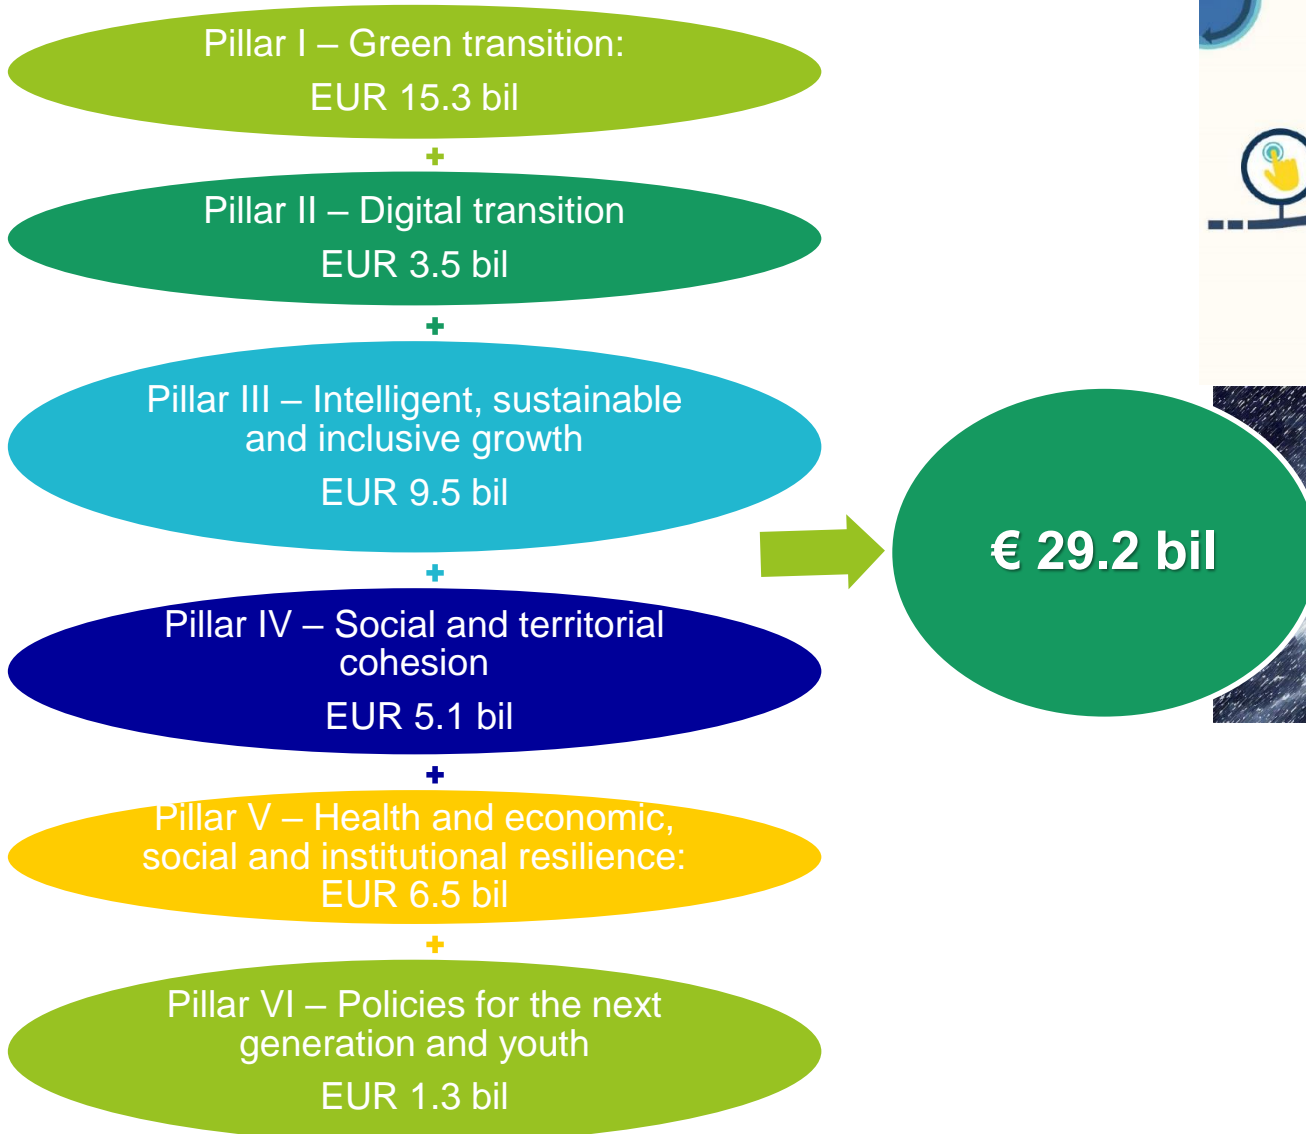 Pillar I – Green transition:
EUR 15.3 bil
+
Pillar II – Digital transition
EUR 3.5 bil
+
Pillar III – Intelligent, sustainable
and inclusive growth
EUR 9.5 bil
+
Pillar IV – Social and territorial
cohesion
EUR 5.1 bil
+
Pillar V – Health and economic,
social and institutional resilience:
EUR 6.5 bil
+
Pillar VI – Policies for the next
generation and youth
EUR 1.3 bil
€ 29.2 bil